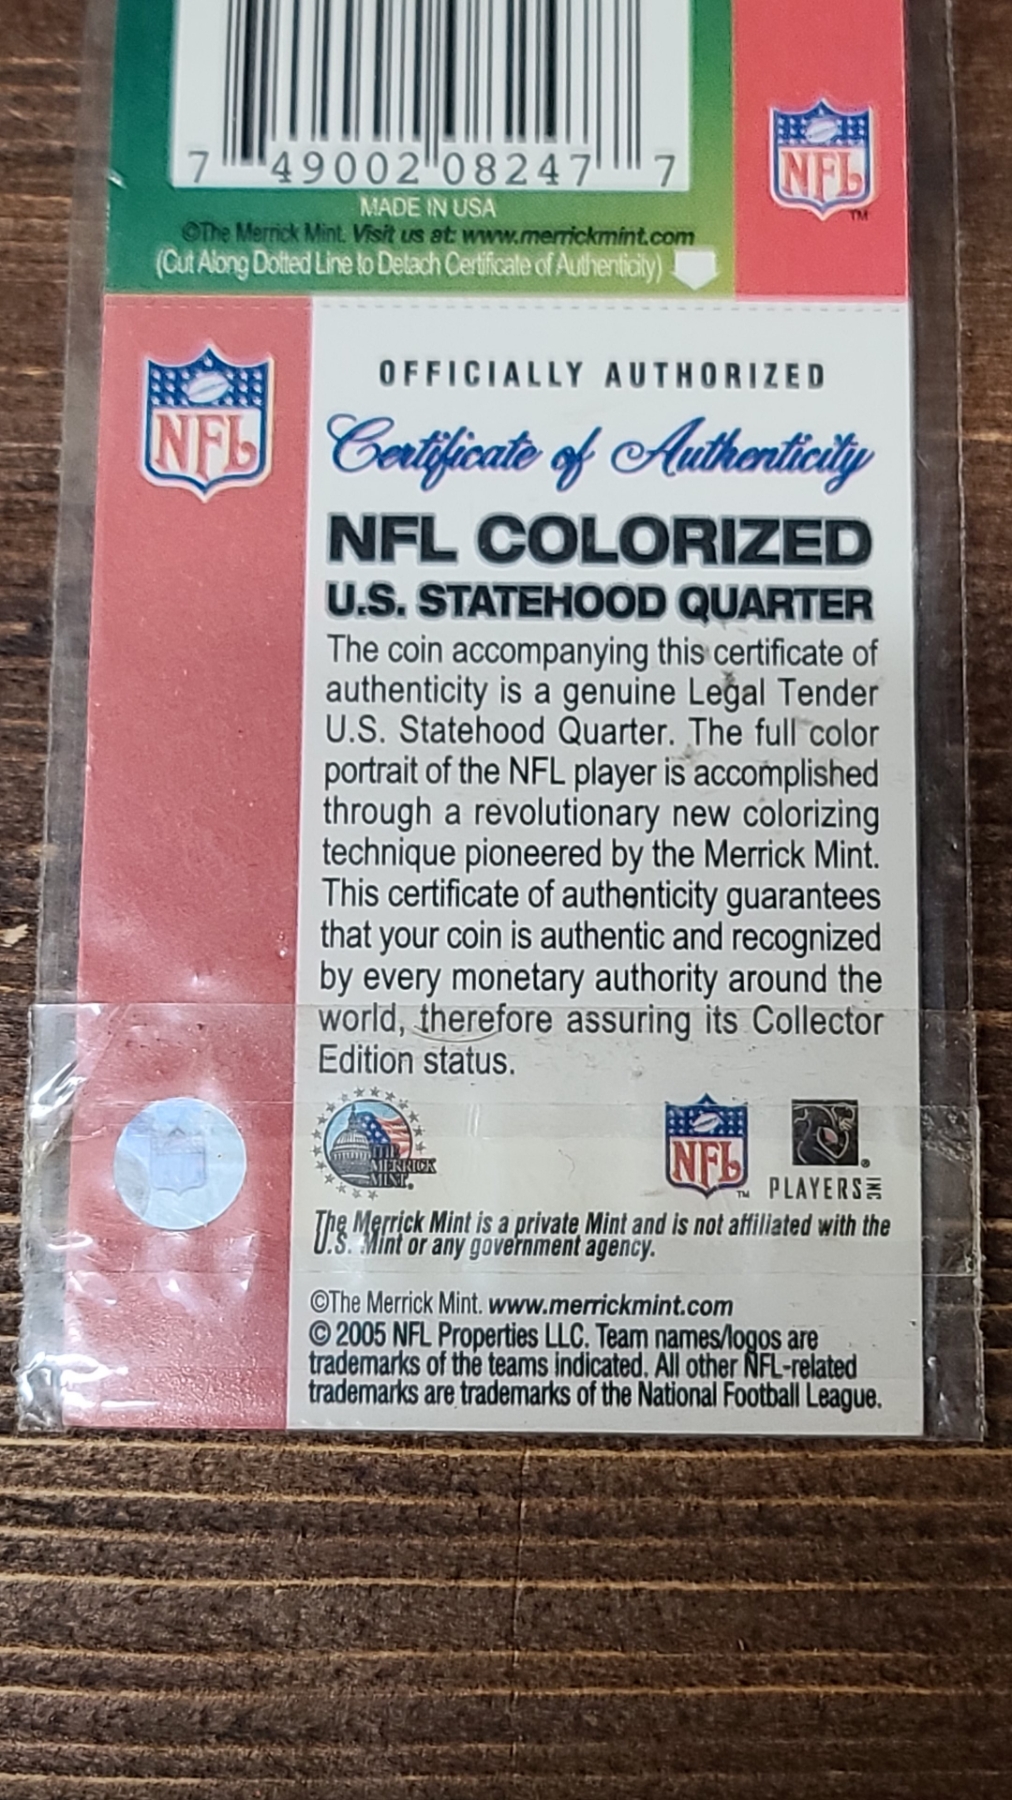 7 49002 08247 7
MADE IN USA
©The Merrick Mint. Visit us at: www.merrickmint.com
(Cut Along Dotted Line to Detach Certificate of Authenticity)
NFL
TM
NFL
OFFICIALLY AUTHORIZED
Certificate of Authenticity
NFL COLORIZED
U.S. STATEHOOD QUARTER
The coin accompanying this certificate of
authenticity is a genuine Legal Tender
U.S. Statehood Quarter. The full color
portrait of the NFL player is accomplished
through a revolutionary new colorizing
technique pioneered by the Merrick Mint.
This certificate of authenticity guarantees
that your coin is authentic and recognized
by every monetary authority around the
world, therefore assuring its Collector
Edition status.
THE
MERRICK
MINT®
NFL
TM
®
PLAYERS INC
The Merrick Mint is a private Mint and is not affiliated with the
U.S. Mint or any government agency.
©The Merrick Mint. www.merrickmint.com
© 2005 NFL Properties LLC. Team names/logos are
trademarks of the teams indicated. All other NFL-related
trademarks are trademarks of the National Football League.